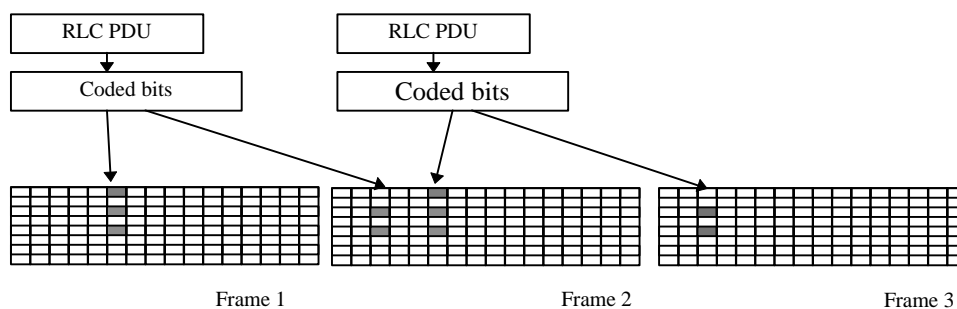 RLC PDU
RLC PDU
Coded bits
Coded bits
Frame 1
Frame 2
Frame 3